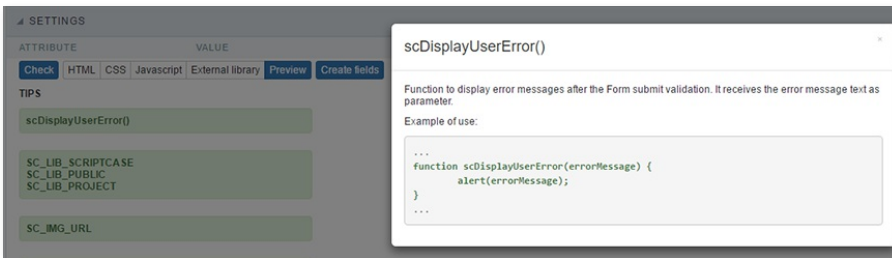 SETTINGS
ATTRIBUTE VALUE
Check HTML CSS Javascript External library Preview Create fields
TIPS
scDisplayUserError()
SC_LIB_SCRIPTCASE
SC_LIB_PUBLIC
SC_LIB_PROJECT
SC_IMG_URL
scDisplayUserError()
×
Function to display error messages after the Form submit validation. It receives the error message text as
parameter.
Example of use:
...
function scDisplayUserError(errorMessage) {
alert(errorMessage);
}
...